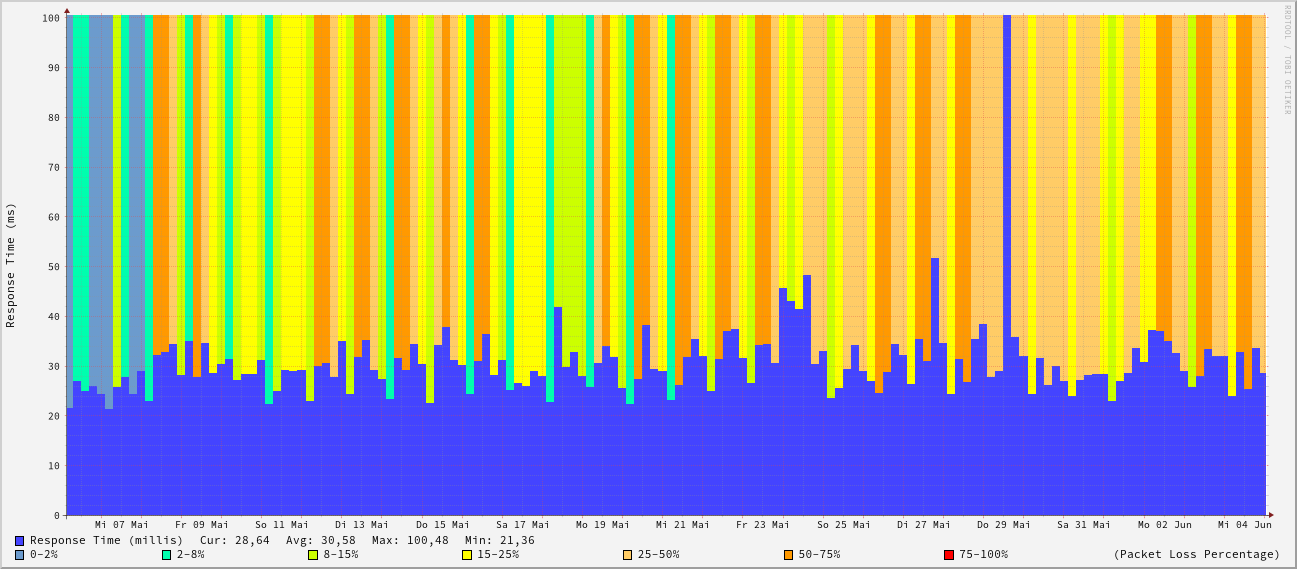 RRDTOOL / TOBI OETIKER
Response Time (ms)
100
90
80
70
60
50
40
30
20
10
0
Mi 07 Mai Fr 09 Mai So 11 Mai Di 13 Mai Do 15 Mai Sa 17 Mai Mo 19 Mai Mi 21 Mai Fr 23 Mai So 25 Mai Di 27 Mai Do 29 Mai Sa 31 Mai Mo 02 Jun Mi 04 Jun
Response Time (millis) Cur: 28,64 Avg: 30,58 Max: 100,48 Min: 21,36
0-2% 2-8% 8-15% 15-25% 25-50% 50-75% 75-100% (Packet Loss Percentage)